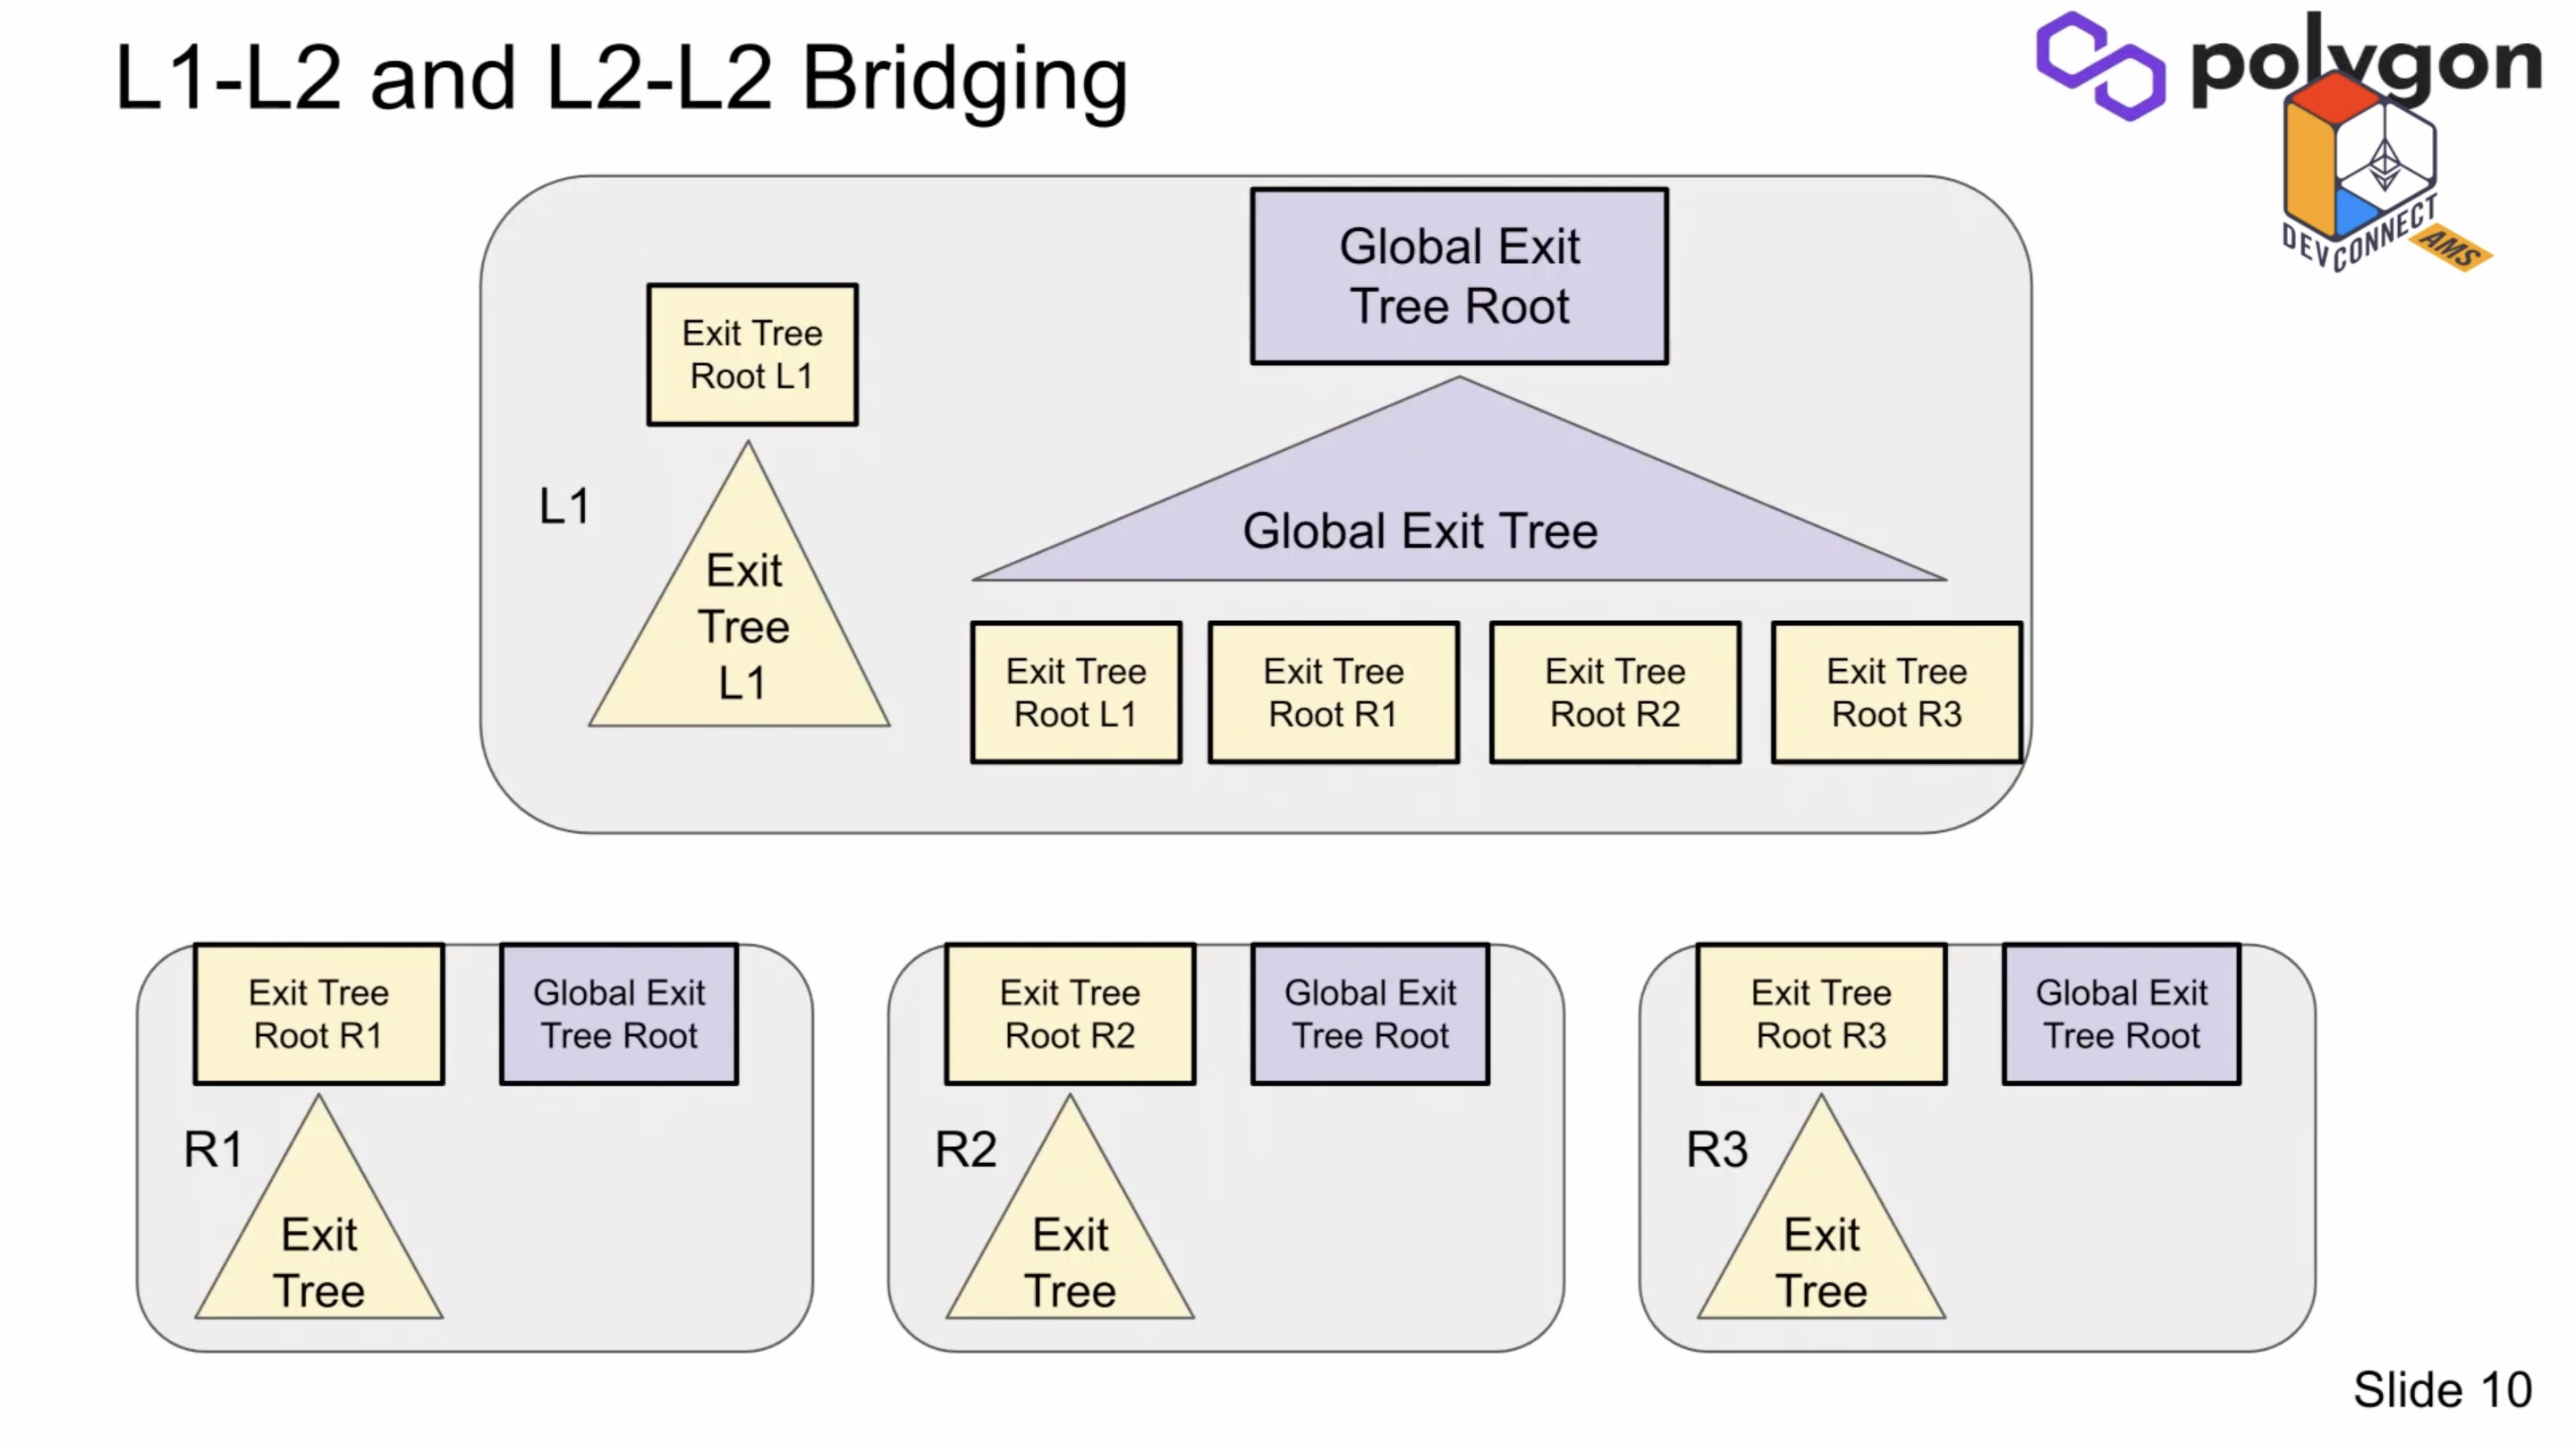 L1-L2 and L2-L2 Bridging
polygon
DEVCONNECT
AMS
Global Exit
Tree Root
Exit Tree
Root L1
L1
Exit
Tree
L1
Global Exit Tree
Exit Tree
Root L1
Exit Tree
Root R1
Exit Tree
Root R2
Exit Tree
Root R3
Exit Tree
Root R1
Global Exit
Tree Root
R1
Exit
Tree
Exit Tree
Root R2
Global Exit
Tree Root
R2
Exit
Tree
Exit Tree
Root R3
Global Exit
Tree Root
R3
Exit
Tree
Slide 10